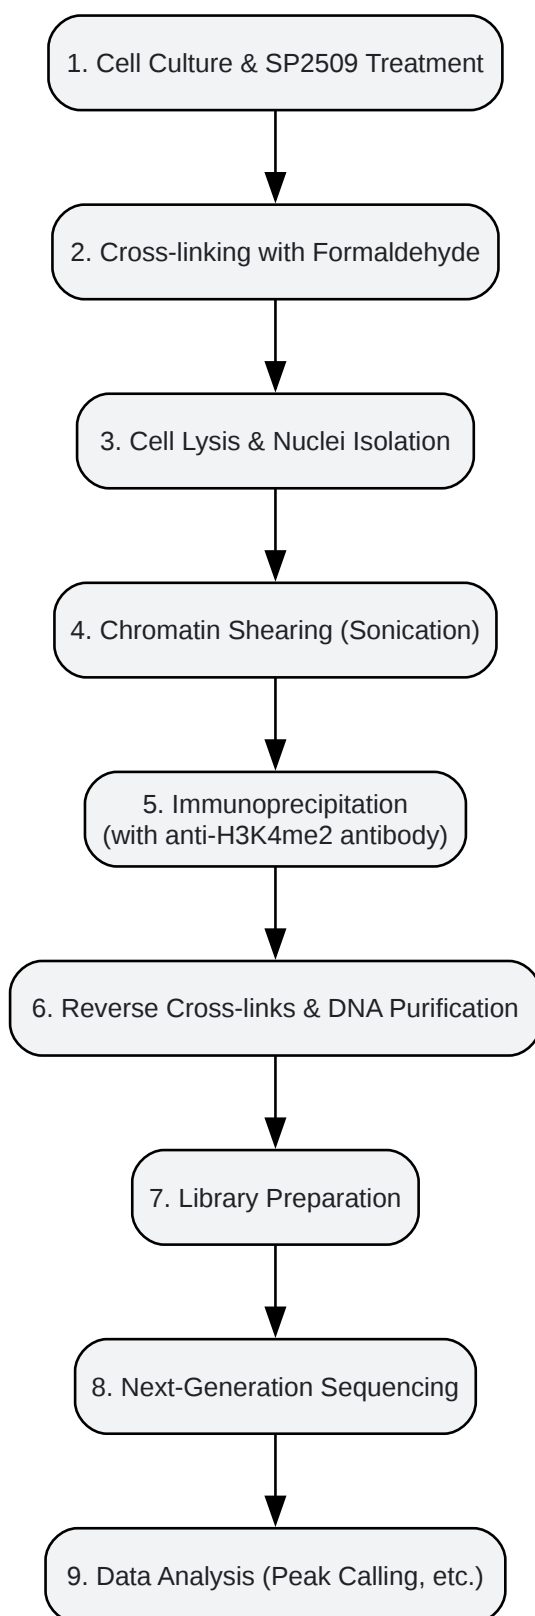 1. Cell Culture & SP2509 Treatment
2. Cross-linking with Formaldehyde
3. Cell Lysis & Nuclei Isolation
4. Chromatin Shearing (Sonication)
5. Immunoprecipitation
(with anti-H3K4me2 antibody)
6. Reverse Cross-links & DNA Purification
7. Library Preparation
8. Next-Generation Sequencing
9. Data Analysis (Peak Calling, etc.)